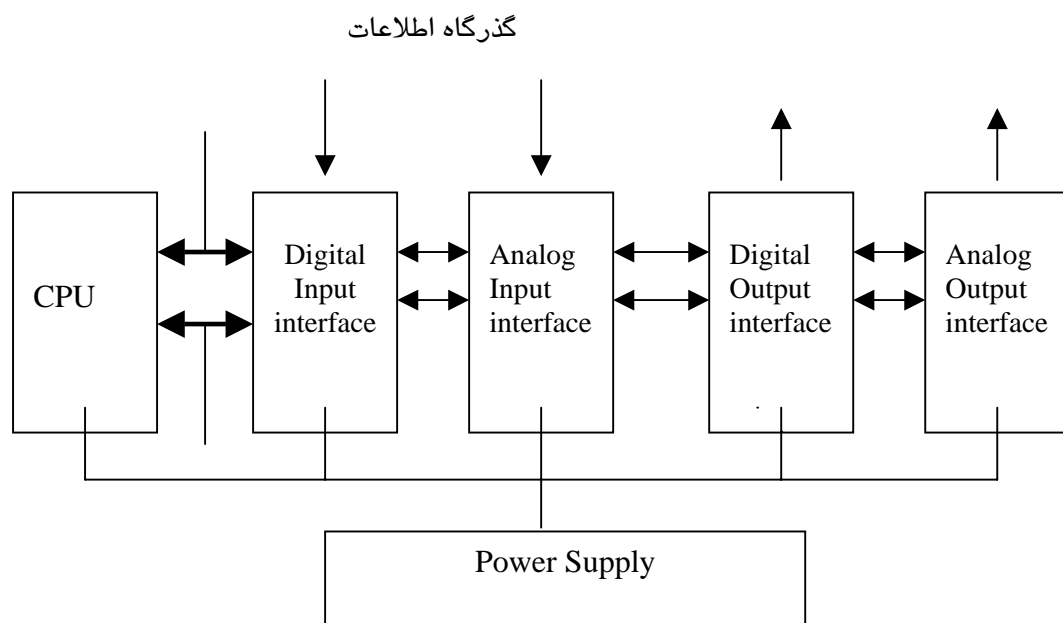 گذرگاه اطلاعات
CPU
Digital
Input
interface
Analog
Input
interface
Digital
Output
interface
Analog
Output
interface
Power Supply